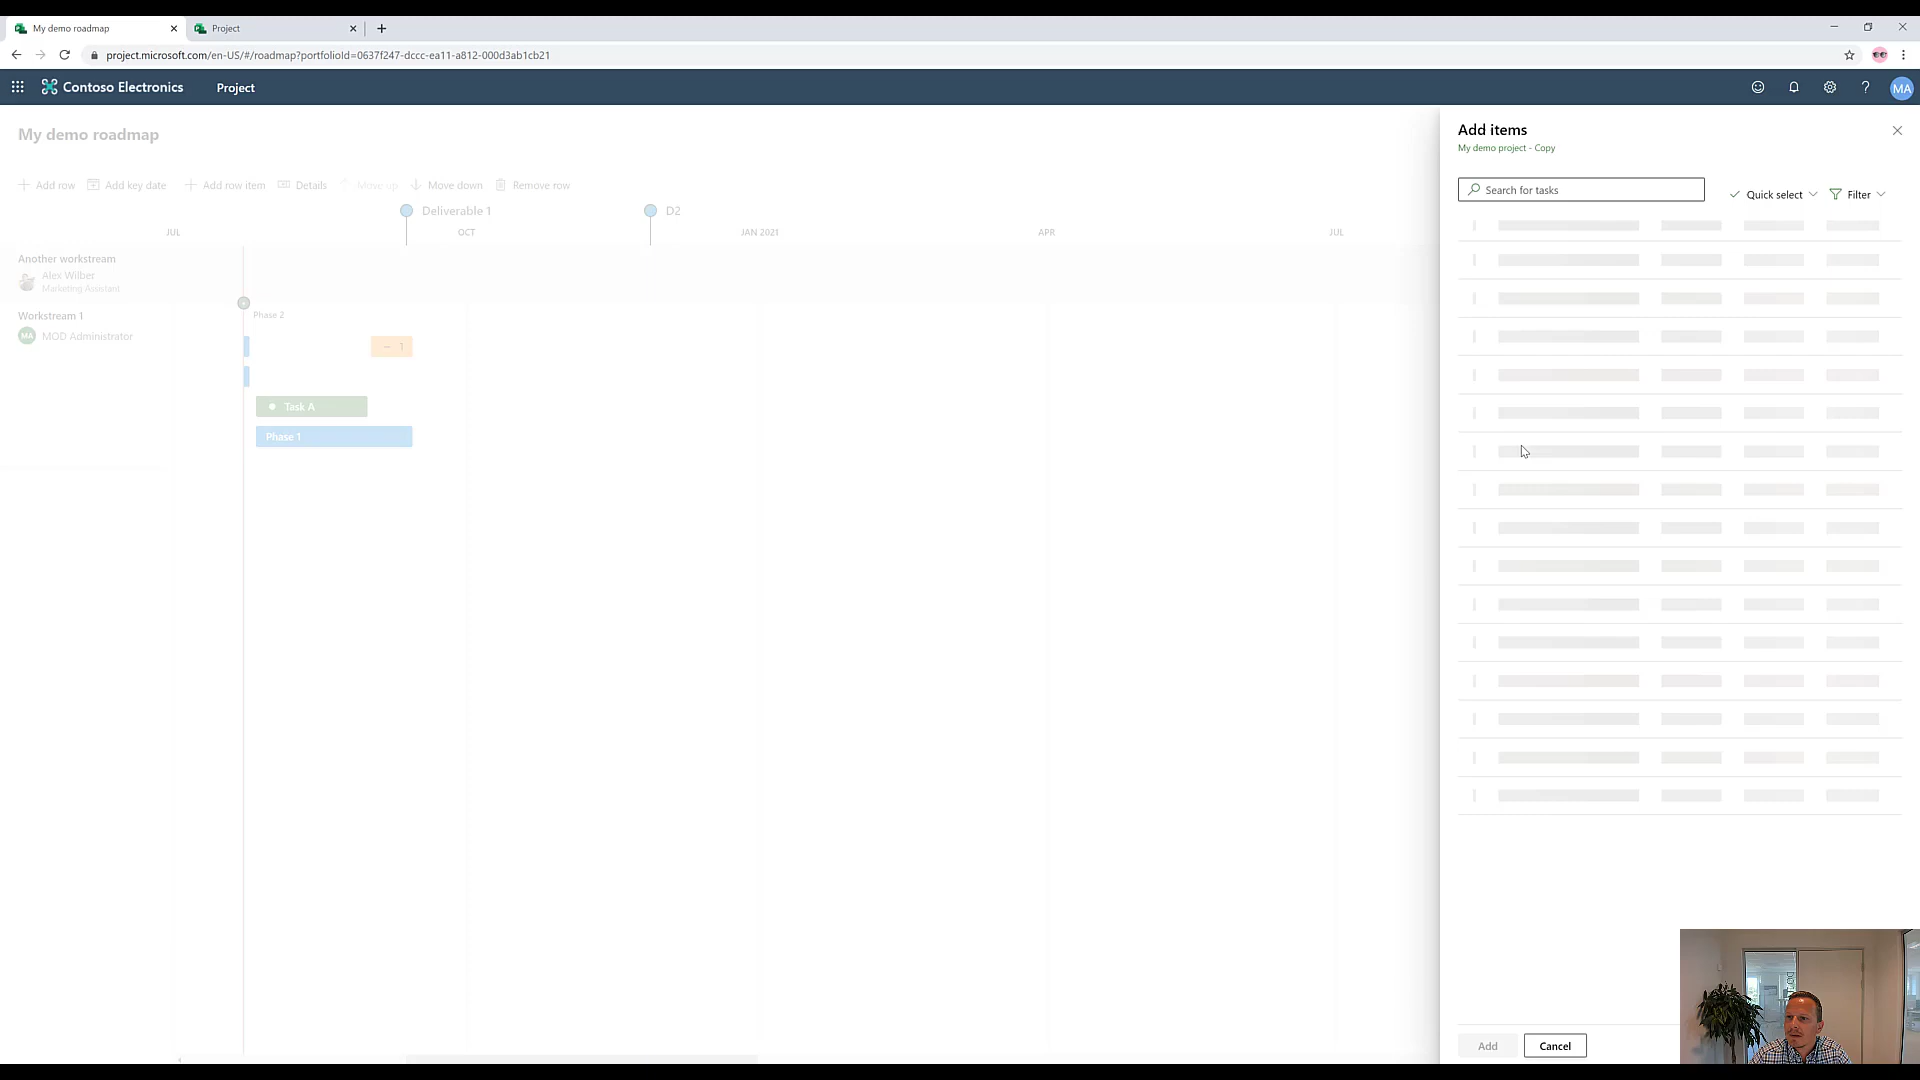 My demo roadmap
Project
project.microsoft.com/en-US/#/roadmap?portfolioId=0637f247-dccc-ea11-a812-000d3ab1cb21
Contoso Electronics
Project
MA
My demo roadmap
Add row
Add key date
Add row item
Details
Move up
Move down
Remove row
Deliverable 1
D2
JUL
OCT
JAN 2021
APR
JUL
Another workstream
Alex Wilber
Marketing Assistant
Workstream 1
MA
MOD Administrator
Phase 2
1
Task A
Phase 1
Add items
My demo project - Copy
Search for tasks
Quick select
Filter
Add
Cancel